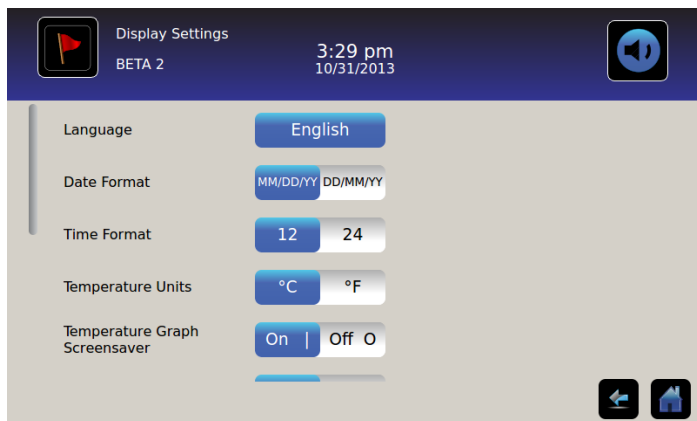 Display Settings
BETA 2
3:29 pm
10/31/2013
Language English
Date Format MM/DD/YY DD/MM/YY
Time Format 12 24
Temperature Units °C °F
Temperature Graph
Screensaver On | Off O